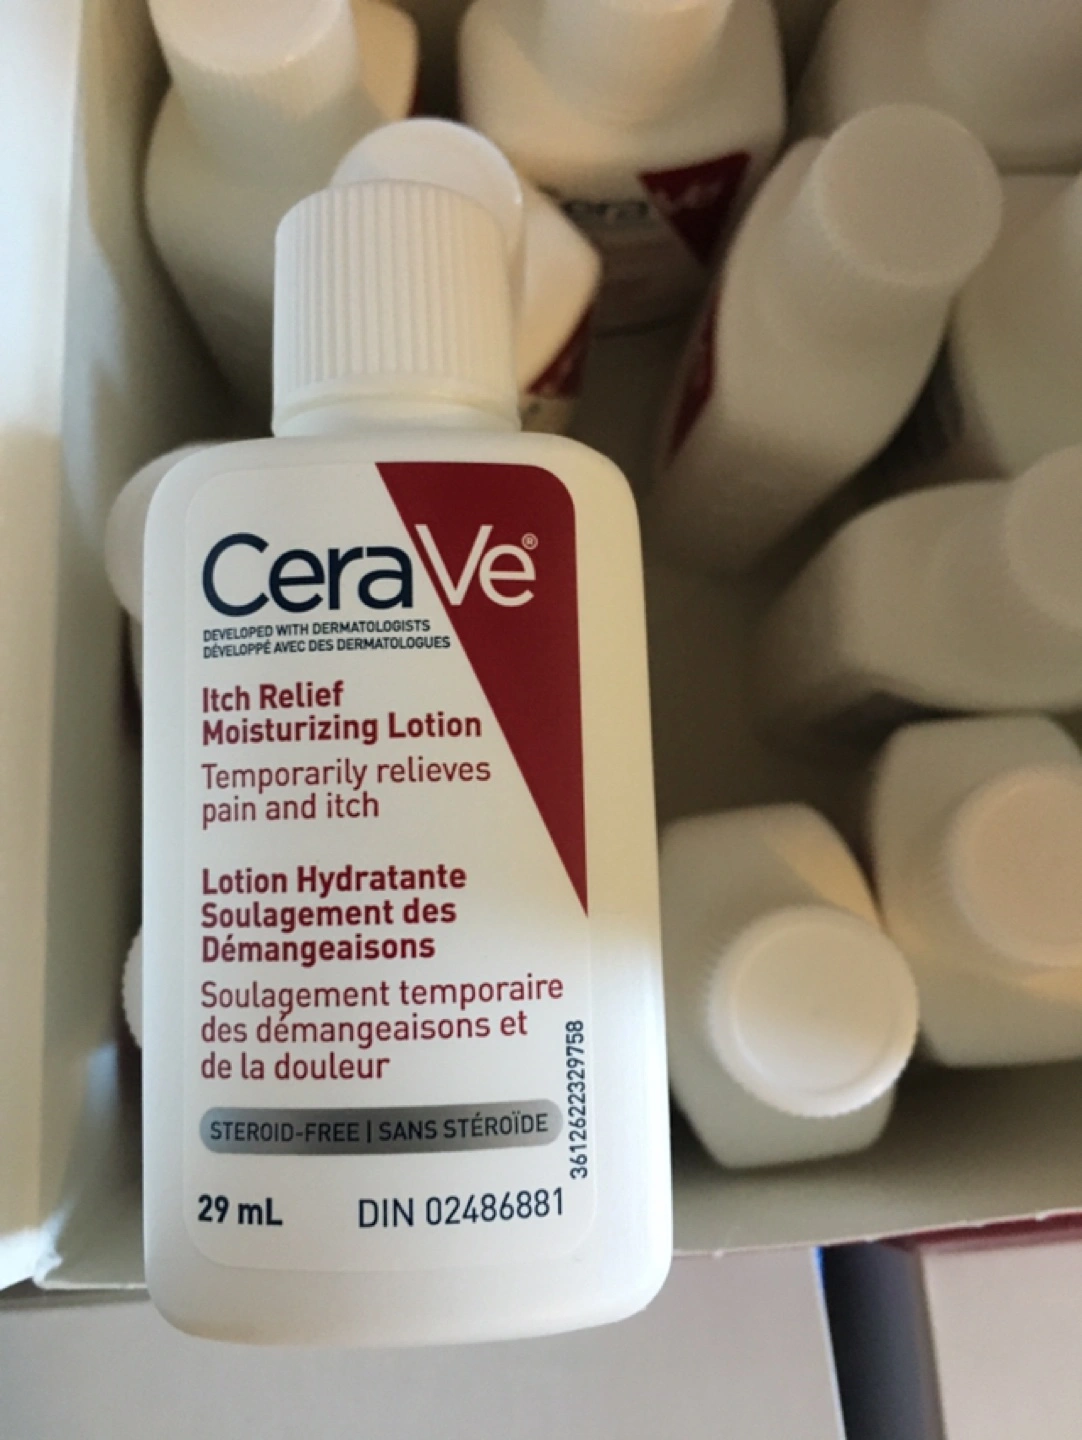 CeraVe®
DEVELOPED WITH DERMATOLOGISTS
DÉVELOPPÉ AVEC DES DERMATOLOGUES
Itch Relief
Moisturizing Lotion
Temporarily relieves
pain and itch
Lotion Hydratante
Soulagement des
Démangeaisons
Soulagement temporaire
des démangeaisons et
de la douleur
STEROID-FREE | SANS STÉROÏDE
29 mL DIN 02486881
3612622329758